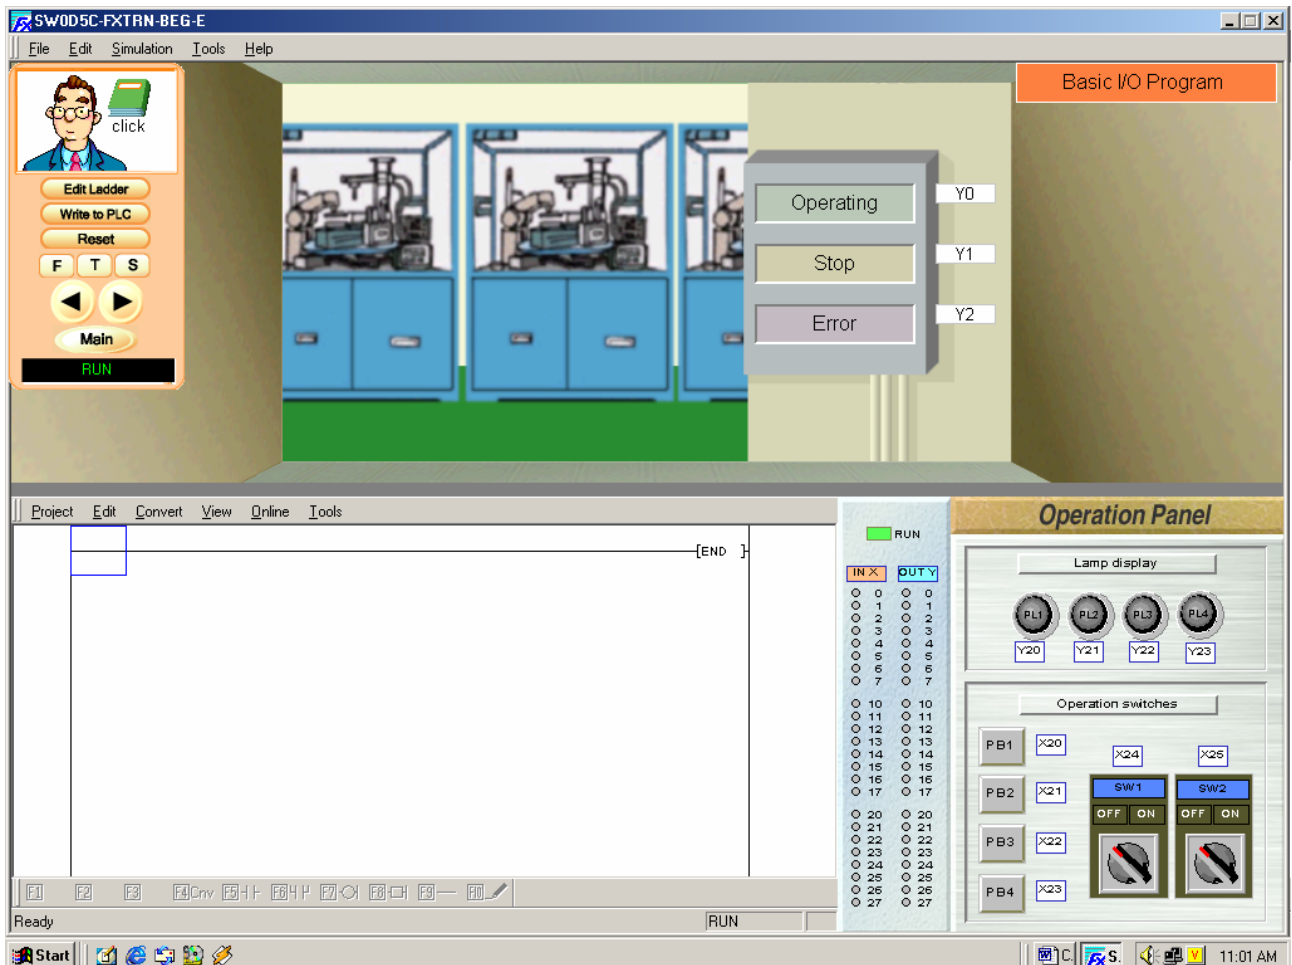 SW0D5C-FXTRN-BEG-E
File Edit Simulation Tools Help
click
Edit Ladder
Write to PLC
Reset
F T S
Main
RUN
Basic I/O Program
Operating Y0
Stop Y1
Error Y2
Project Edit Convert View Online Tools
[END ]
RUN
IN X OUT Y
0 0
1 1
2 2
3 3
4 4
5 5
6 6
7 7
10 10
11 11
12 12
13 13
14 14
15 15
16 16
17 17
20 20
21 21
22 22
23 23
24 24
25 25
26 26
27 27
Operation Panel
Lamp display
PL1 PL2 PL3 PL4
Y20 Y21 Y22 Y23
Operation switches
PB1 X20
PB2 X21
PB3 X22
PB4 X23
X24 X25
SW1 SW2
OFF ON OFF ON
F1 F2 F3 F4Cnv F5 F6 F7 F8 F9 F10
Ready RUN
Start C. FX S. V 11:01 AM